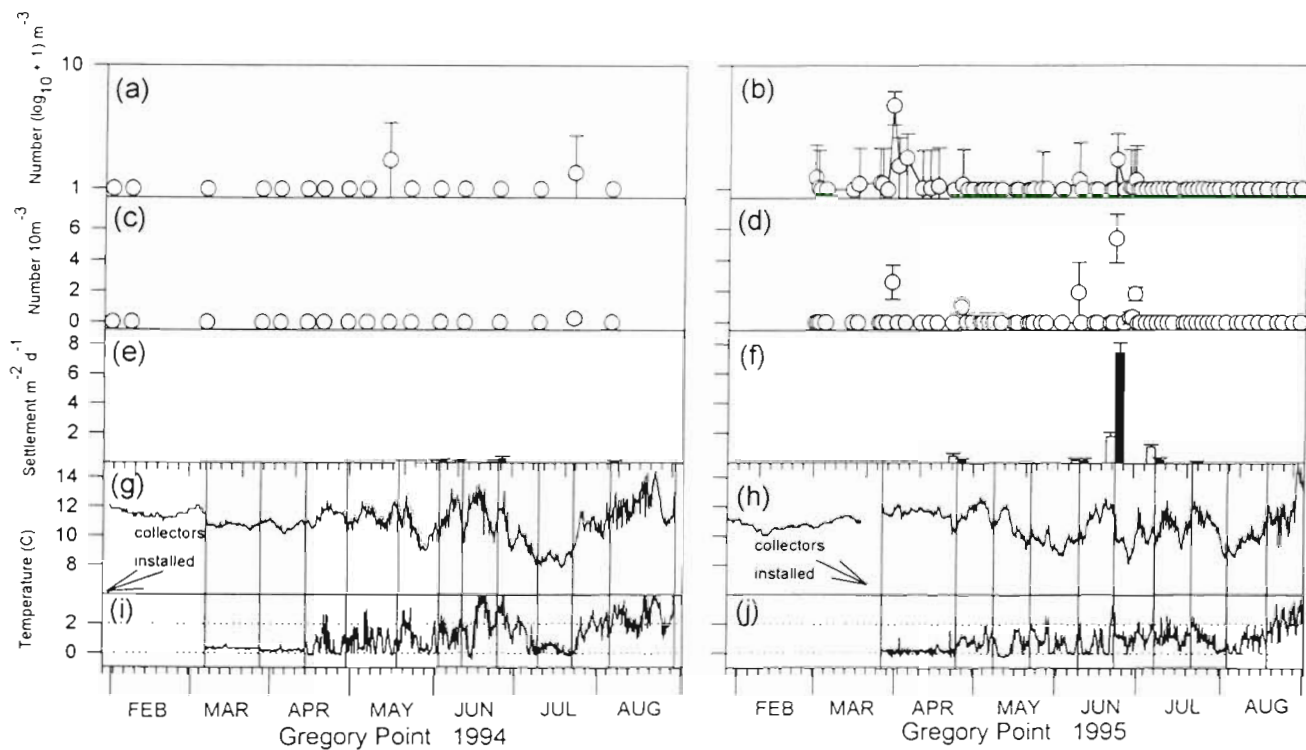 Number (log10 + 1) m-3
10
1
(a)
(b)
Number 10m-3
6
4
2
0
(c)
(d)
Settlement m-2 d-1
8
6
4
2
(e)
(f)
Temperature (C)
14
12
10
8
(g)
collectors
installed
(h)
collectors
installed
2
0
(i)
(j)
FEB MAR APR MAY JUN JUL AUG
FEB MAR APR MAY JUN JUL AUG
Gregory Point 1994
Gregory Point 1995